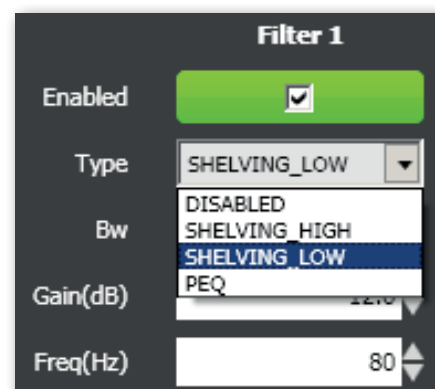 Filter 1
Enabled
Type SHELVING_LOW
DISABLED
Bw SHELVING_HIGH
SHELVING_LOW
PEQ
Gain(dB)
Freq(Hz) 80